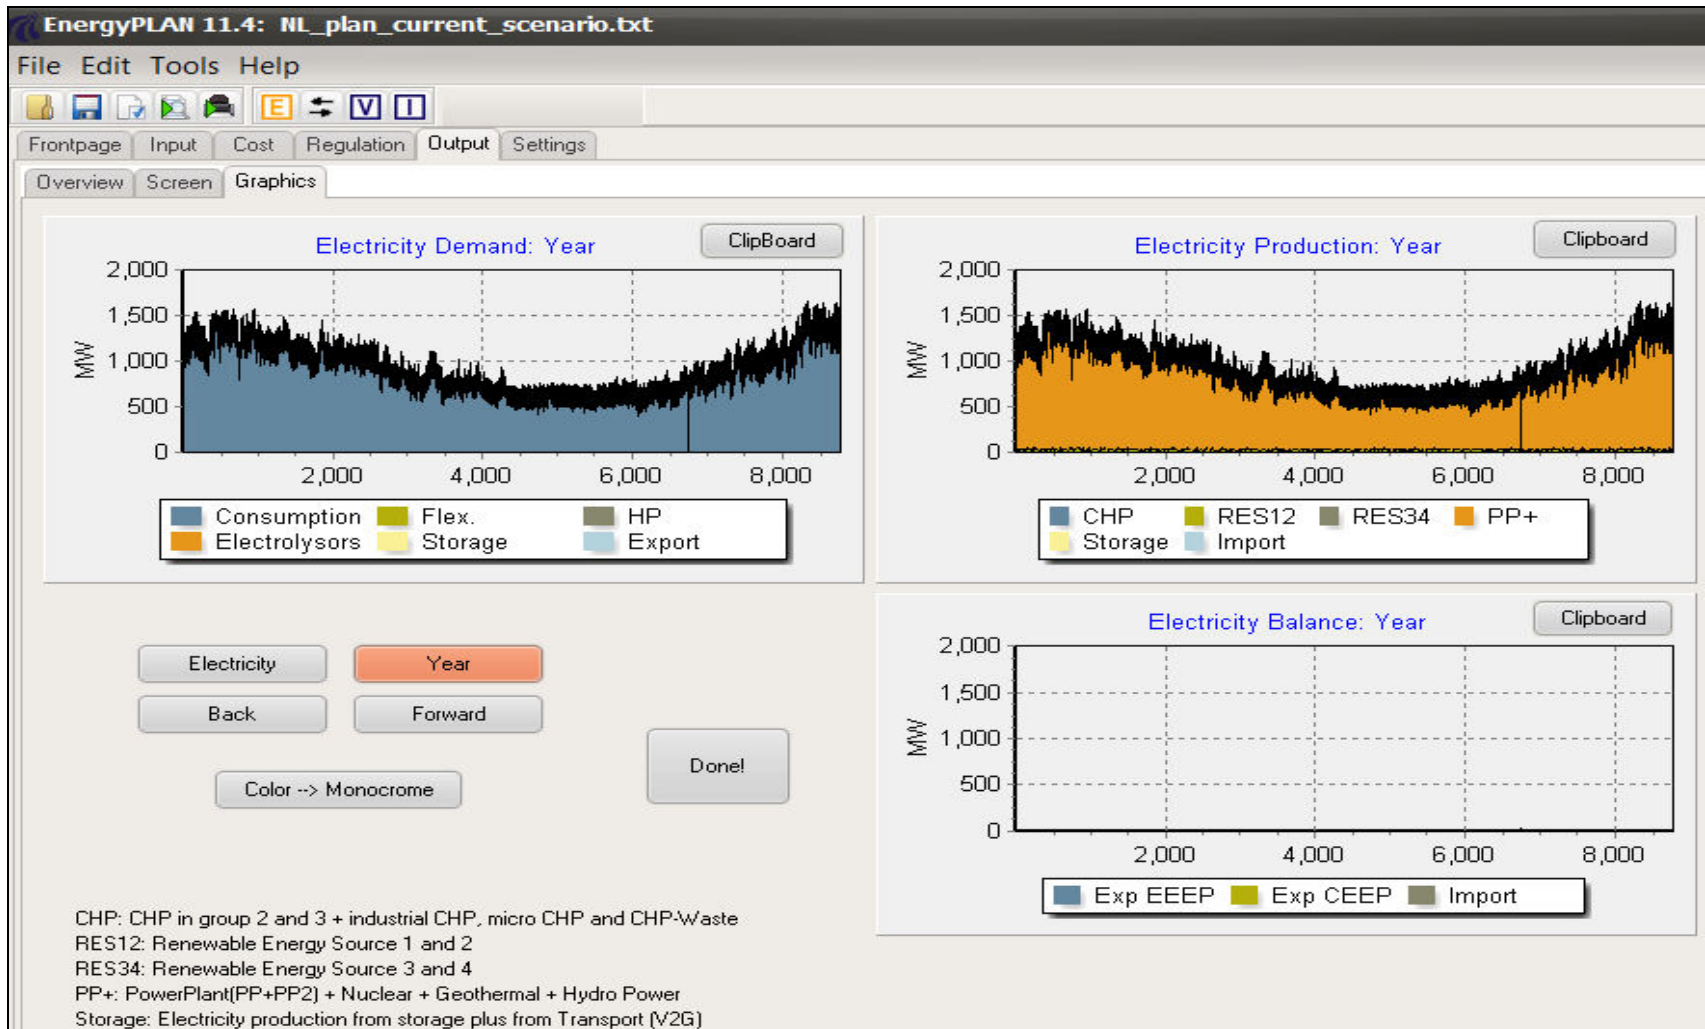 EnergyPLAN 11.4: NL_plan_current_scenario.txt
File Edit Tools Help
E V I
Frontpage Input Cost Regulation Output Settings
Overview Screen Graphics
Electricity Demand: Year
ClipBoard
2,000
1,500
1,000
500
0
MW
2,000 4,000 6,000 8,000
Consumption Flex. HP
Electrolysors Storage Export
Electricity Production: Year
Clipboard
2,000
1,500
1,000
500
0
MW
2,000 4,000 6,000 8,000
CHP RES12 RES34 PP+
Storage Import
Electricity Year
Back Forward
Color --> Monocrome
Done!
Electricity Balance: Year
Clipboard
2,000
1,500
1,000
500
0
MW
2,000 4,000 6,000 8,000
Exp EEEP Exp CEEP Import
CHP: CHP in group 2 and 3 + industrial CHP, micro CHP and CHP-Waste
RES12: Renewable Energy Source 1 and 2
RES34: Renewable Energy Source 3 and 4
PP+: PowerPlant(PP+PP2) + Nuclear + Geothermal + Hydro Power
Storage: Electricity production from storage plus from Transport (V2G)